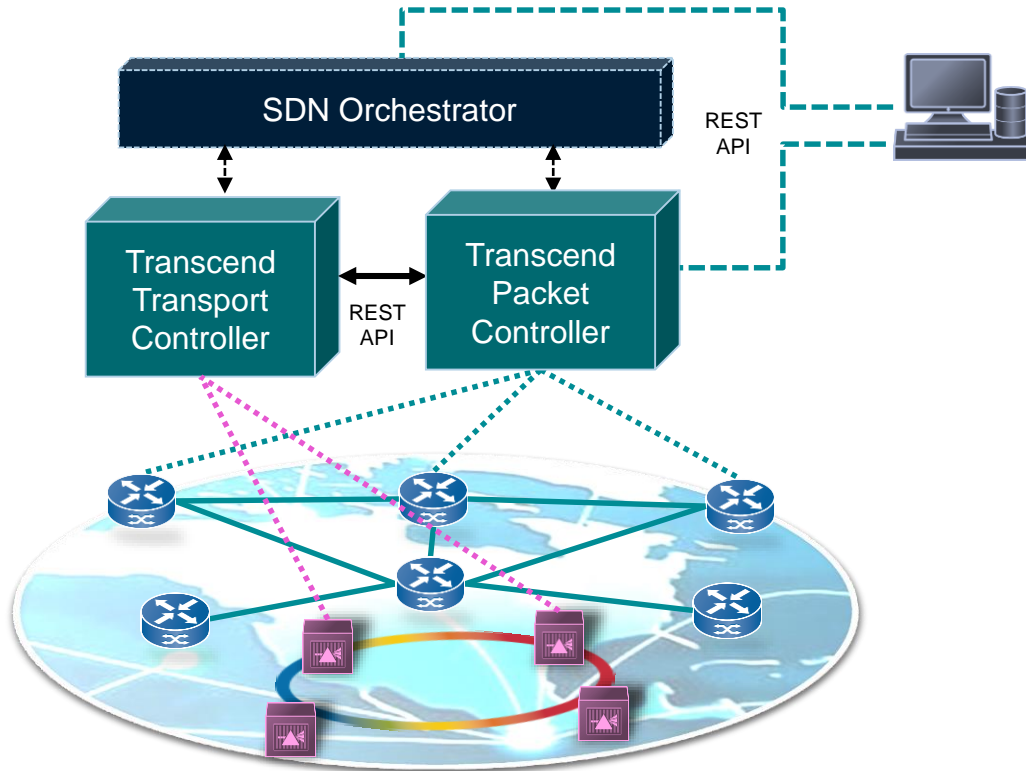 SDN Orchestrator
REST
API
Transcend
Transport
Controller
REST
API
Transcend
Packet
Controller